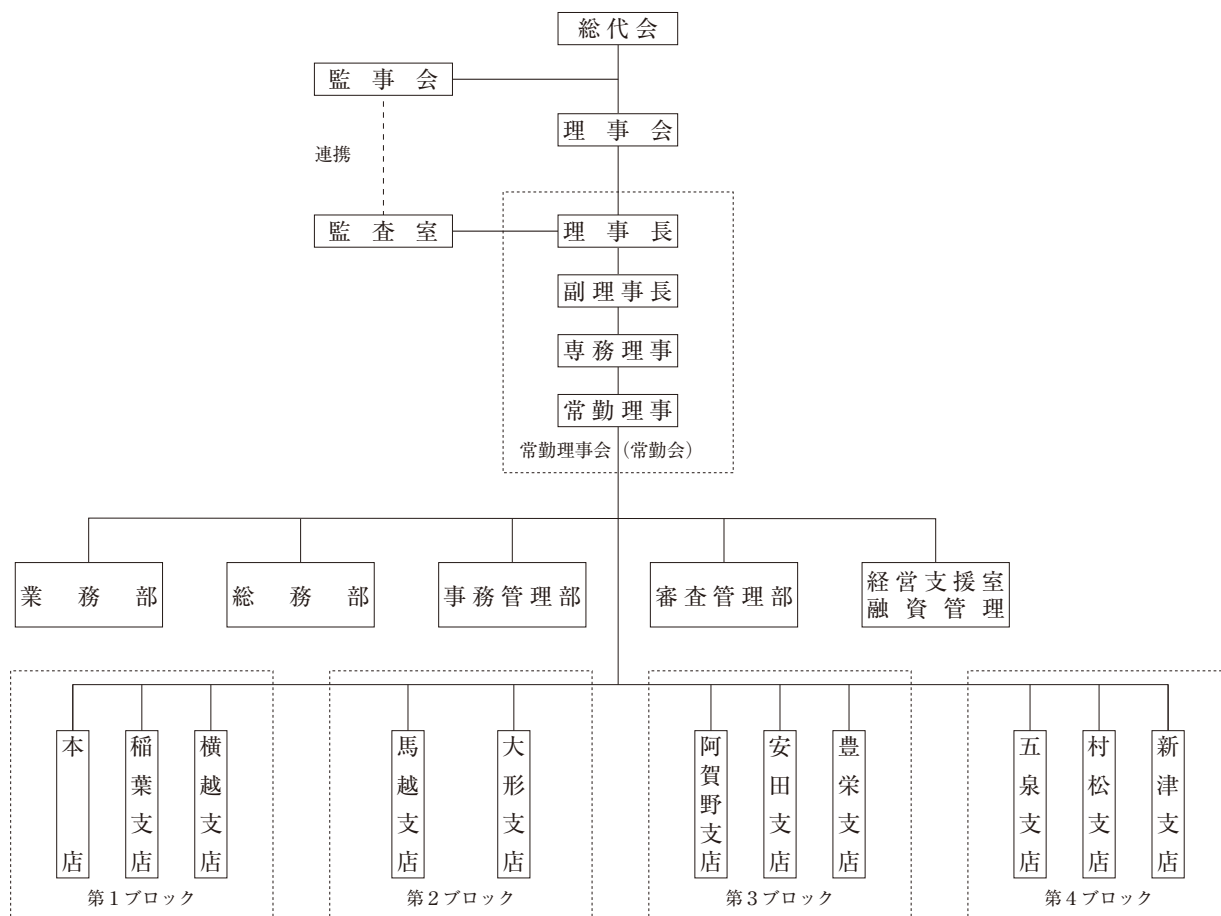 総代会
監事会
理事会
連携
監査室
理事長
副理事長
専務理事
常勤理事
常勤理事会（常勤会）
業務部
総務部
事務管理部
審査管理部
経営支援室
融資管理
本店
稲葉支店
横越支店
馬越支店
大形支店
阿賀野支店
安田支店
豊栄支店
五泉支店
村松支店
新津支店
第１ブロック
第２ブロック
第３ブロック
第４ブロック